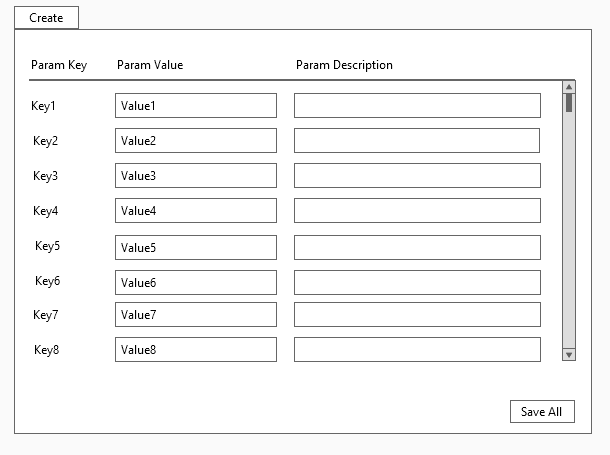 Create
Param Key Param Value Param Description
Key1 Value1
Key2 Value2
Key3 Value3
Key4 Value4
Key5 Value5
Key6 Value6
Key7 Value7
Key8 Value8
Save All